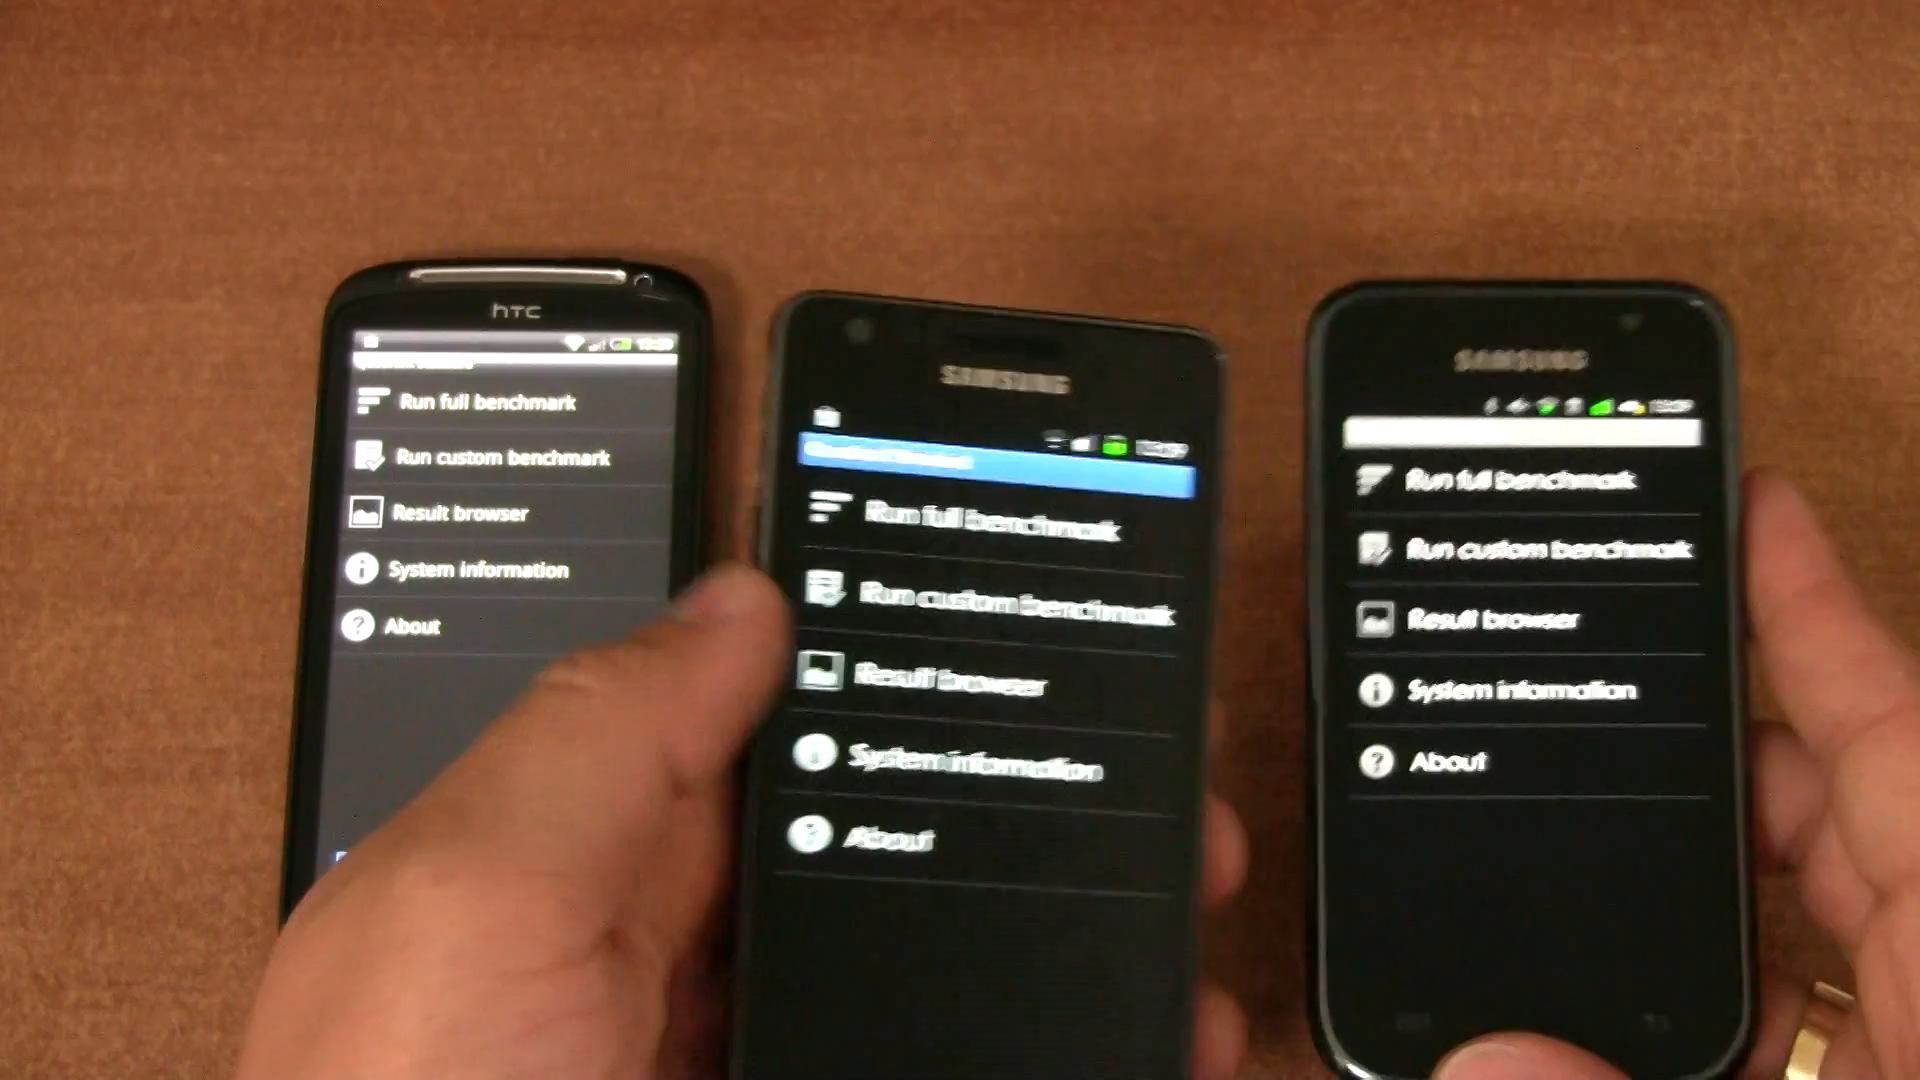 hTC
Run full benchmark
Run custom benchmark
Result browser
System information
About
SAMSUNG
Run full benchmark
Run custom benchmark
Result browser
System information
About
SAMSUNG
Run full benchmark
Run custom benchmark
Result browser
System information
About